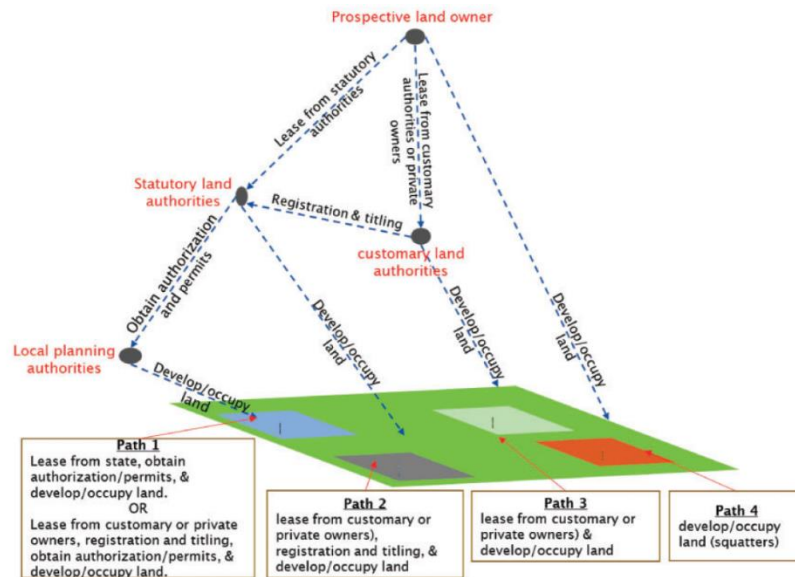 Prospective land owner
Lease from statutory
authorities
Lease from customary
authorities or private
owners
Statutory land
authorities
Registration & titling
customary land
authorities
Obtain authorization
and permits
Develop/occupy
land
Develop/occupy
land
Develop/occupy
land
Local planning
authorities
Develop/occupy
land
Path 1
Lease from state, obtain
authorization/permits, &
develop/occupy land.
OR
Lease from customary or private
owners, registration and titling,
obtain authorization/permits, &
develop/occupy land.
Path 2
lease from customary or
private owners),
registration and titling, &
develop/occupy land
Path 3
lease from customary or
private owners) &
develop/occupy land
Path 4
develop/occupy
land (squatters)